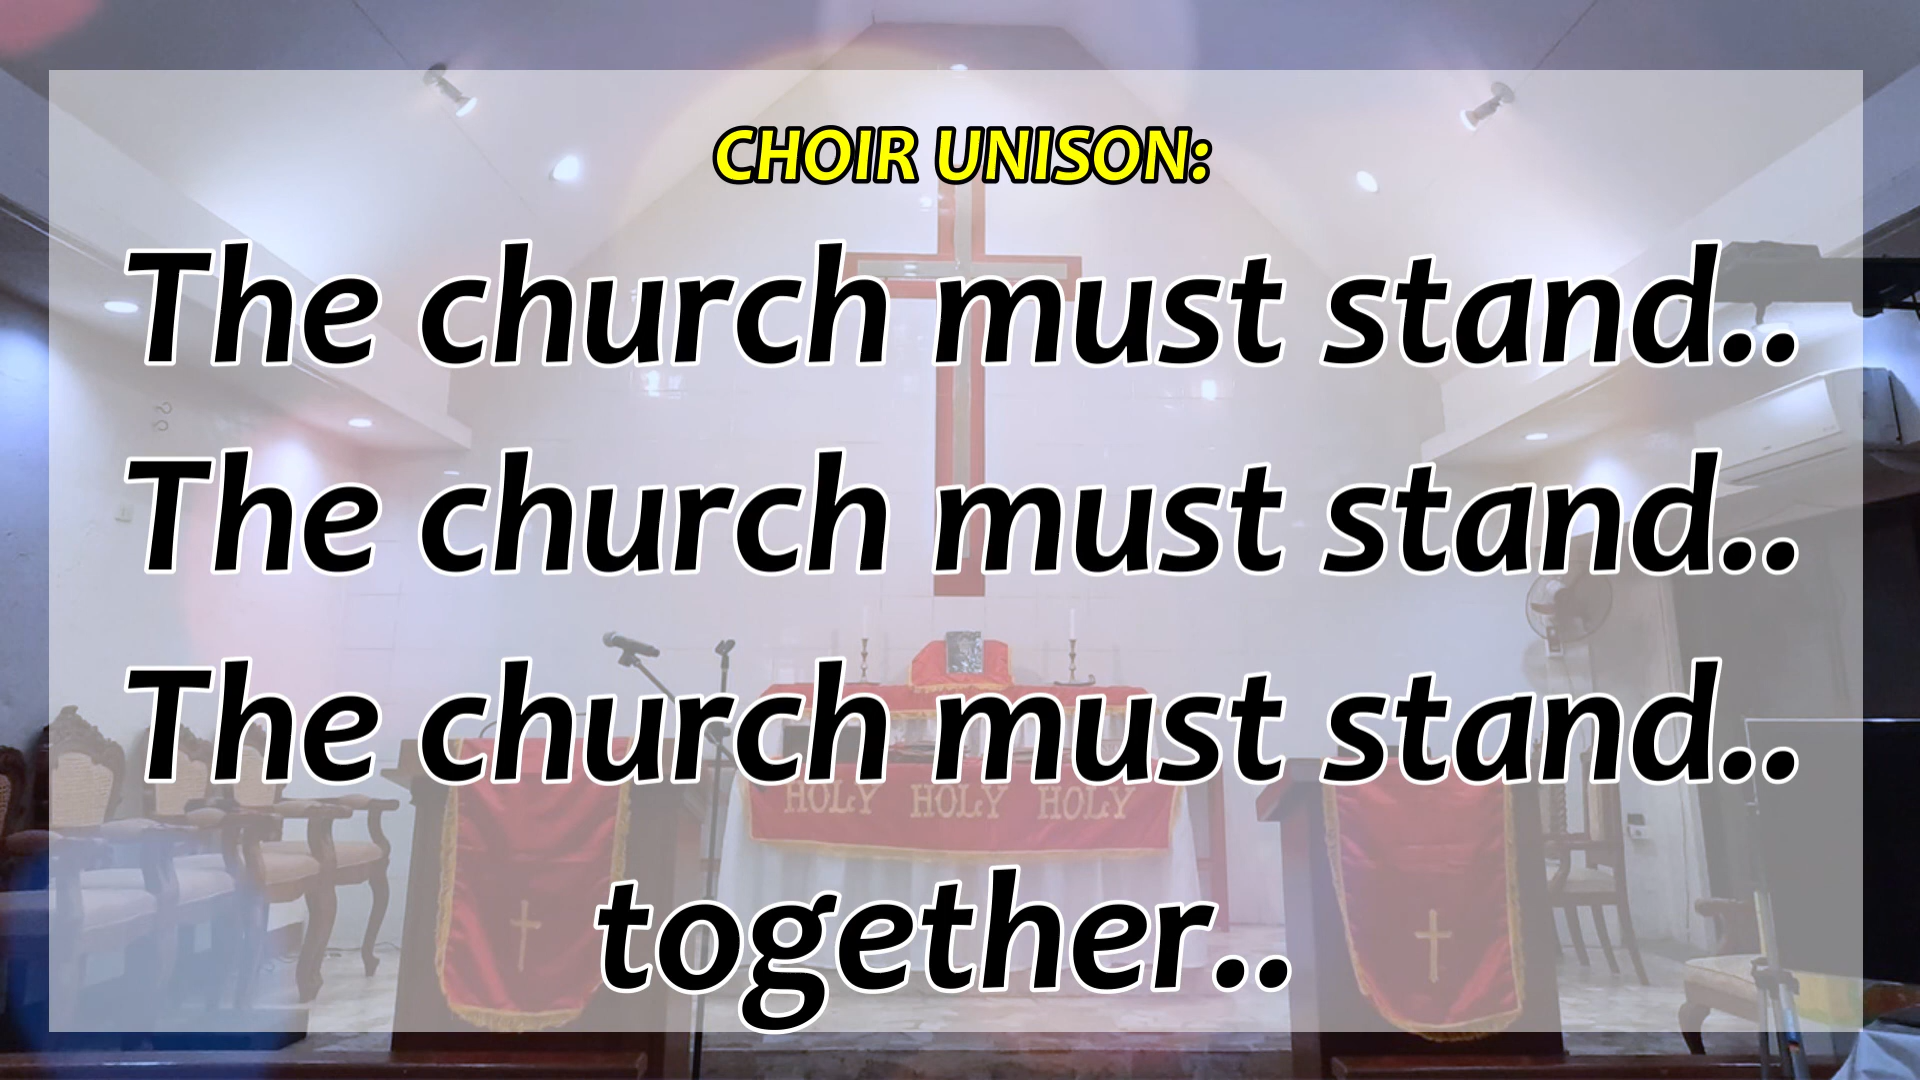 CHOIR UNISON:
The church must stand..
The church must stand..
The church must stand..
together..
HOLY HOLY HOLY